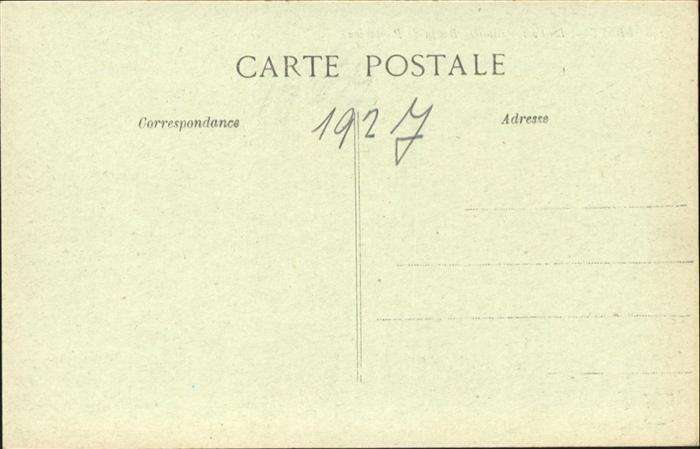 CARTE POSTALE
Correspondance
1927
Adresse